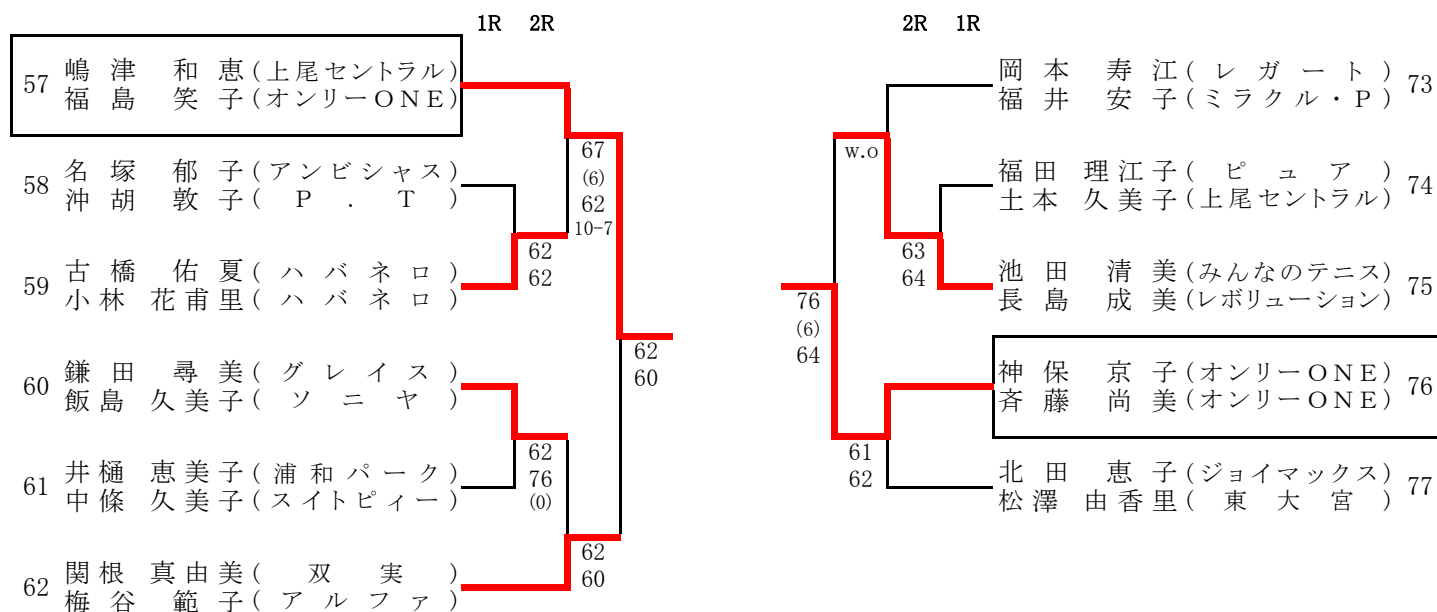 1R 2R
57 嶋津 和恵(上尾セントラル)
福島 笑子(オンリーONE)
58 名塚 郁子(アンビシャス)
沖胡 敦子(P.T)
59 古橋 佑夏(ハバネロ)
小林 花甫里(ハバネロ)
60 鎌田 尋美(グレイス)
飯島 久美子(ソニヤ)
61 井樋 恵美子(浦和パーク)
中條 久美子(スイトピィー)
62 関根 真由美(双実)
梅谷 範子(アルファ)
62
62
62
76
(0)
67
(6)
62
10-7
62
60
62
60
2R 1R
岡本 寿江(レガート) 73
福井 安子(ミラクル・P)
福田 理江子(ピュア) 74
土本 久美子(上尾セントラル)
池田 清美(みんなのテニス) 75
長島 成美(レボリューション)
神保 京子(オンリーONE) 76
斉藤 尚美(オンリーONE)
北田 恵子(ジョイマックス) 77
松澤 由香里(東大宮)
w.o
63
64
76
(6)
64
61
62